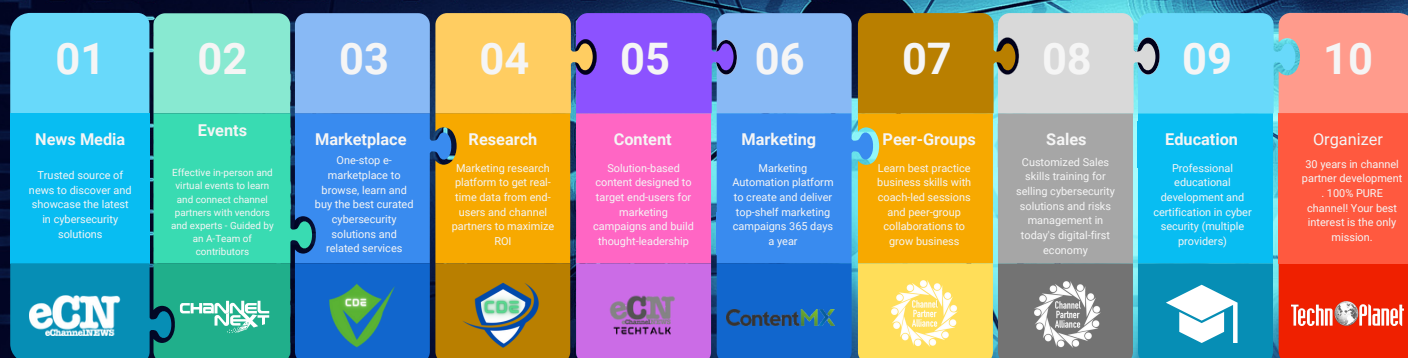 01
News Media
Trusted source of
news to discover and
showcase the latest
in cybersecurity
solutions
eCN
eChannelNEWS
02
Events
Effective in-person and
virtual events to learn
and connect channel
partners with vendors
and experts - Guided by
an A-Team of
contributors
CHANNEL
NEXT
03
Marketplace
One-stop e-
marketplace to
browse, learn and
buy the best curated
cybersecurity
solutions and
related services
CDE
04
Research
Marketing research
platform to get real-
time data from end-
users and channel
partners to maximize
ROI
CDE
05
Content
Solution-based
content designed to
target end-users for
marketing
campaigns and build
thought-leadership
eCN
eChannelNEWS
TECHTALK
06
Marketing
Marketing
Automation platform
to create and deliver
top-shelf marketing
campaigns 365 days
a year
ContentMX
07
Peer-Groups
Learn best practice
business skills with
coach-led sessions
and peer-group
collaborations to
grow business
Channel
Partner
Alliance
08
Sales
Customized Sales
skills training for
selling cybersecurity
solutions and risks
management in
today's digital-first
economy
Channel
Partner
Alliance
09
Education
Professional
educational
development and
certification in cyber
security (multiple
providers)
10
Organizer
30 years in channel
partner development
. 100% PURE
channel! Your best
interest is the only
mission.
TechnoPlanet